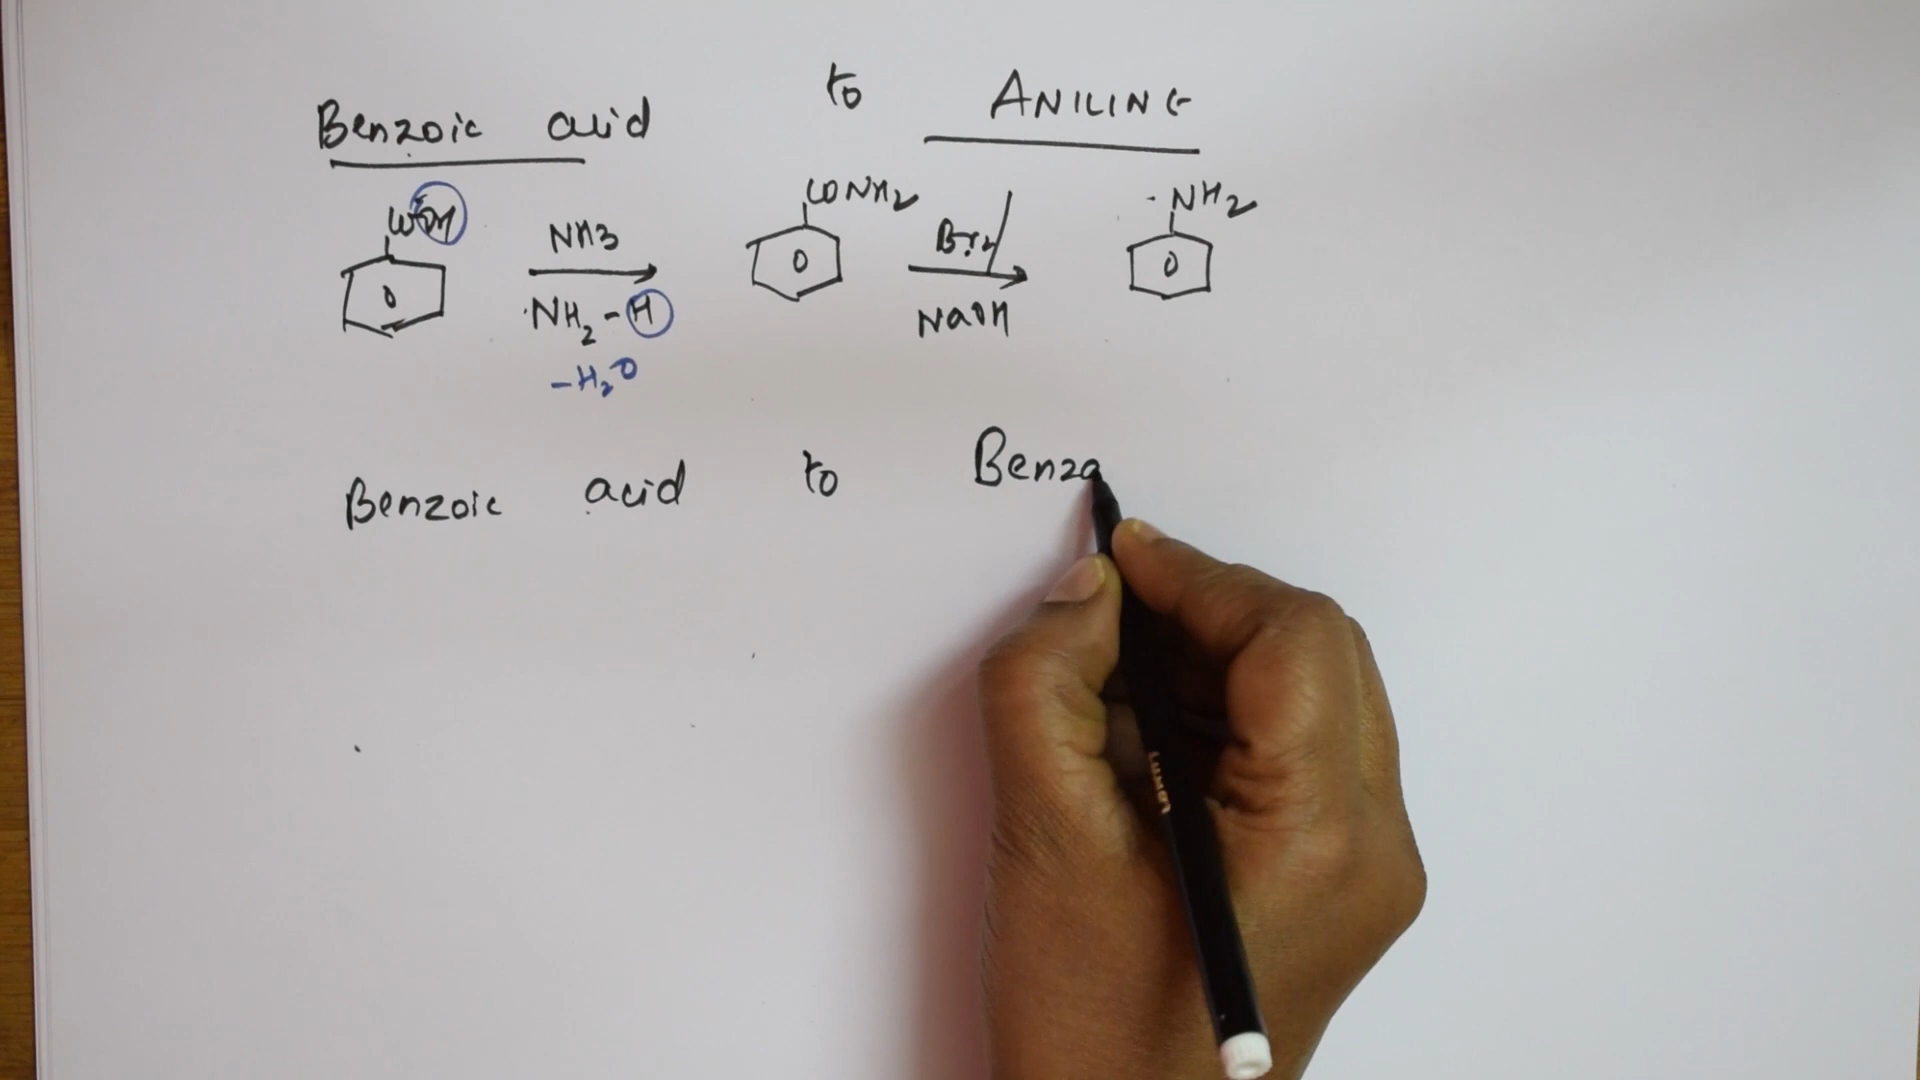 Benzoic acid to ANILINE
COOH CONH2 NH2
NH3 Br2/
NH2-H NaOH
-H2O
Benzoic acid to Benza